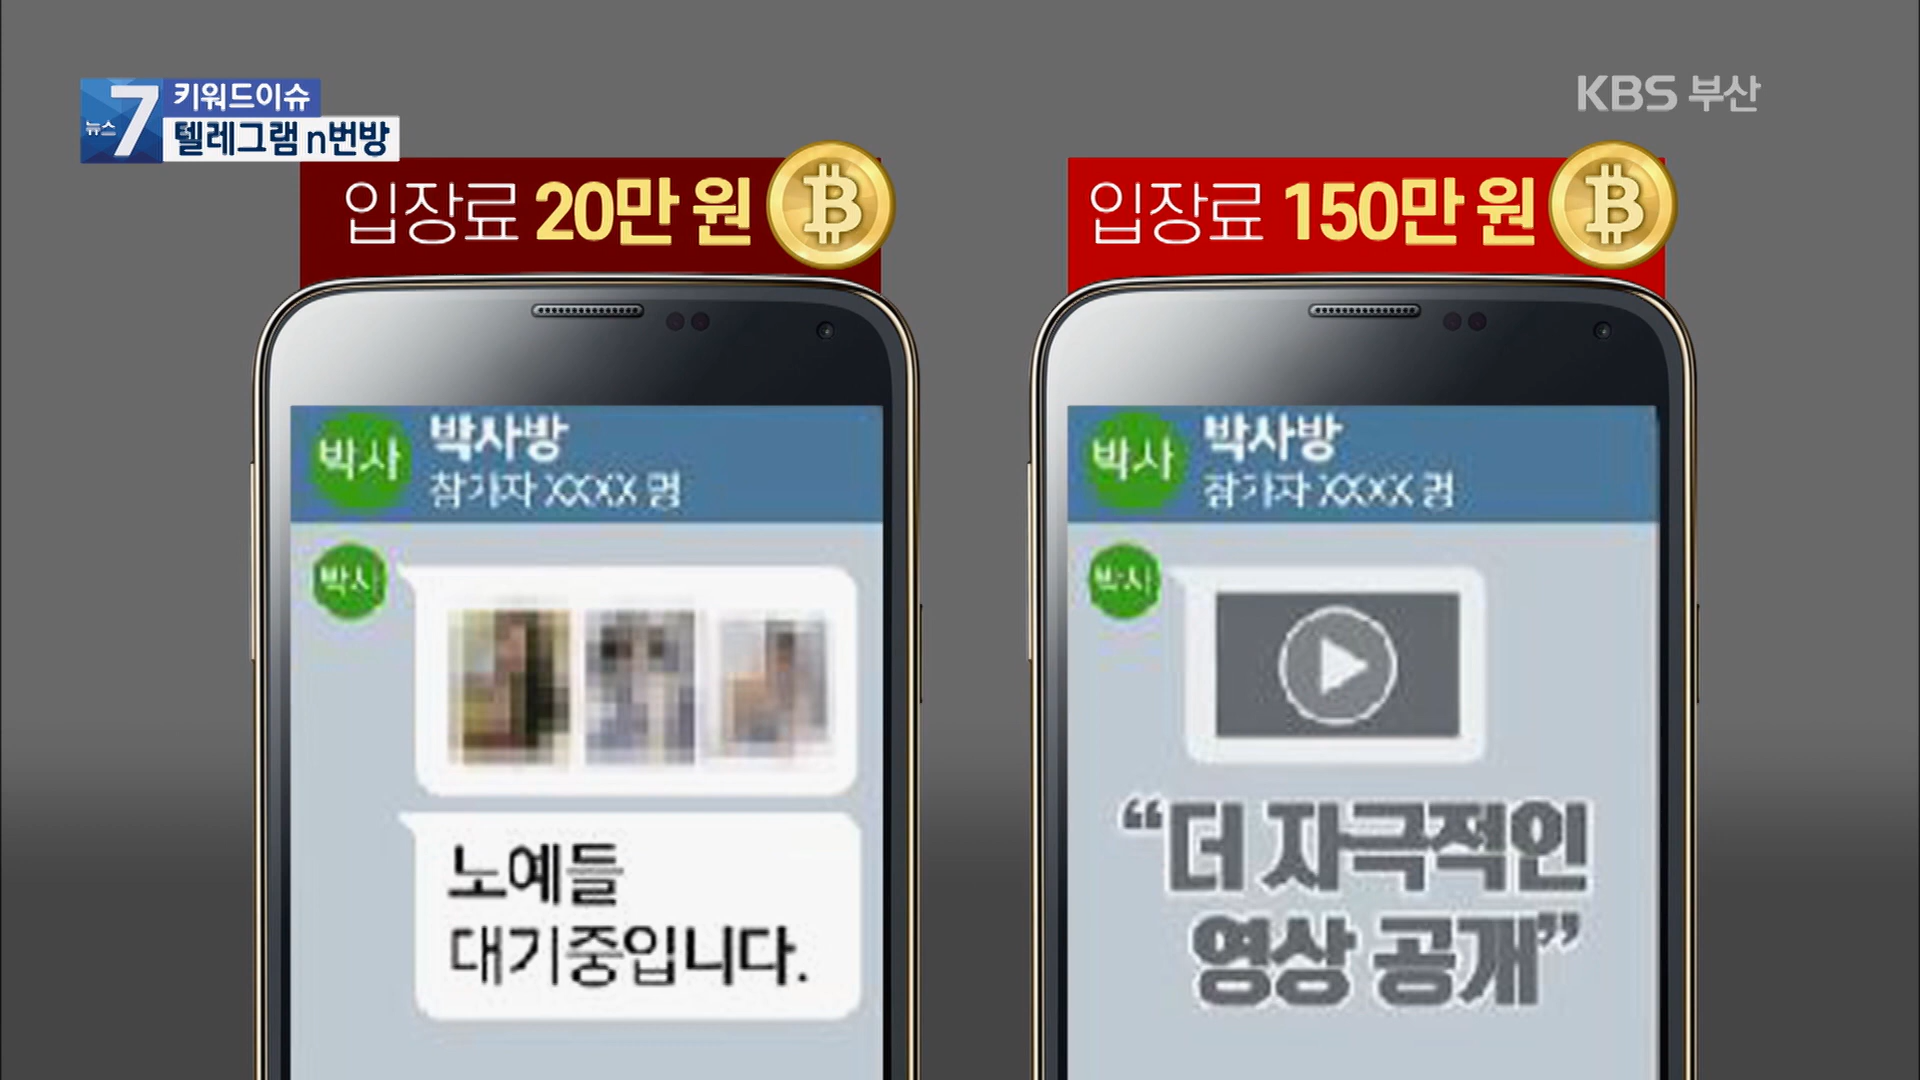 뉴스 7
키워드이슈
텔레그램 n번방
KBS 부산
입장료 20만 원
박사
박사방
참가자 XXXX 명
박사
노예들
대기중입니다.
입장료 150만 원
박사
박사방
참가자 XXXX 명
박사
“더 자극적인
영상 공개”